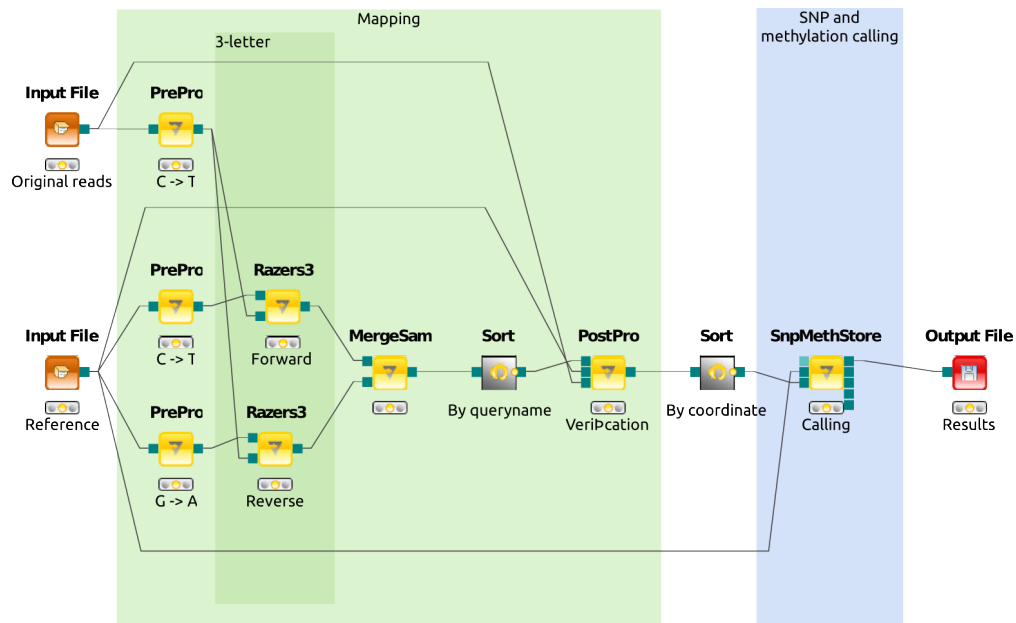 Mapping
SNP and
methylation calling
3-letter
Input File
PrePro
Original reads
C -> T
PrePro
Razers3
C -> T
Forward
Input File
MergeSam
Sort
PostPro
Sort
SnpMethStore
Output File
Reference
By queryname
VeriÞcation
By coordinate
Calling
Results
PrePro
Razers3
G -> A
Reverse